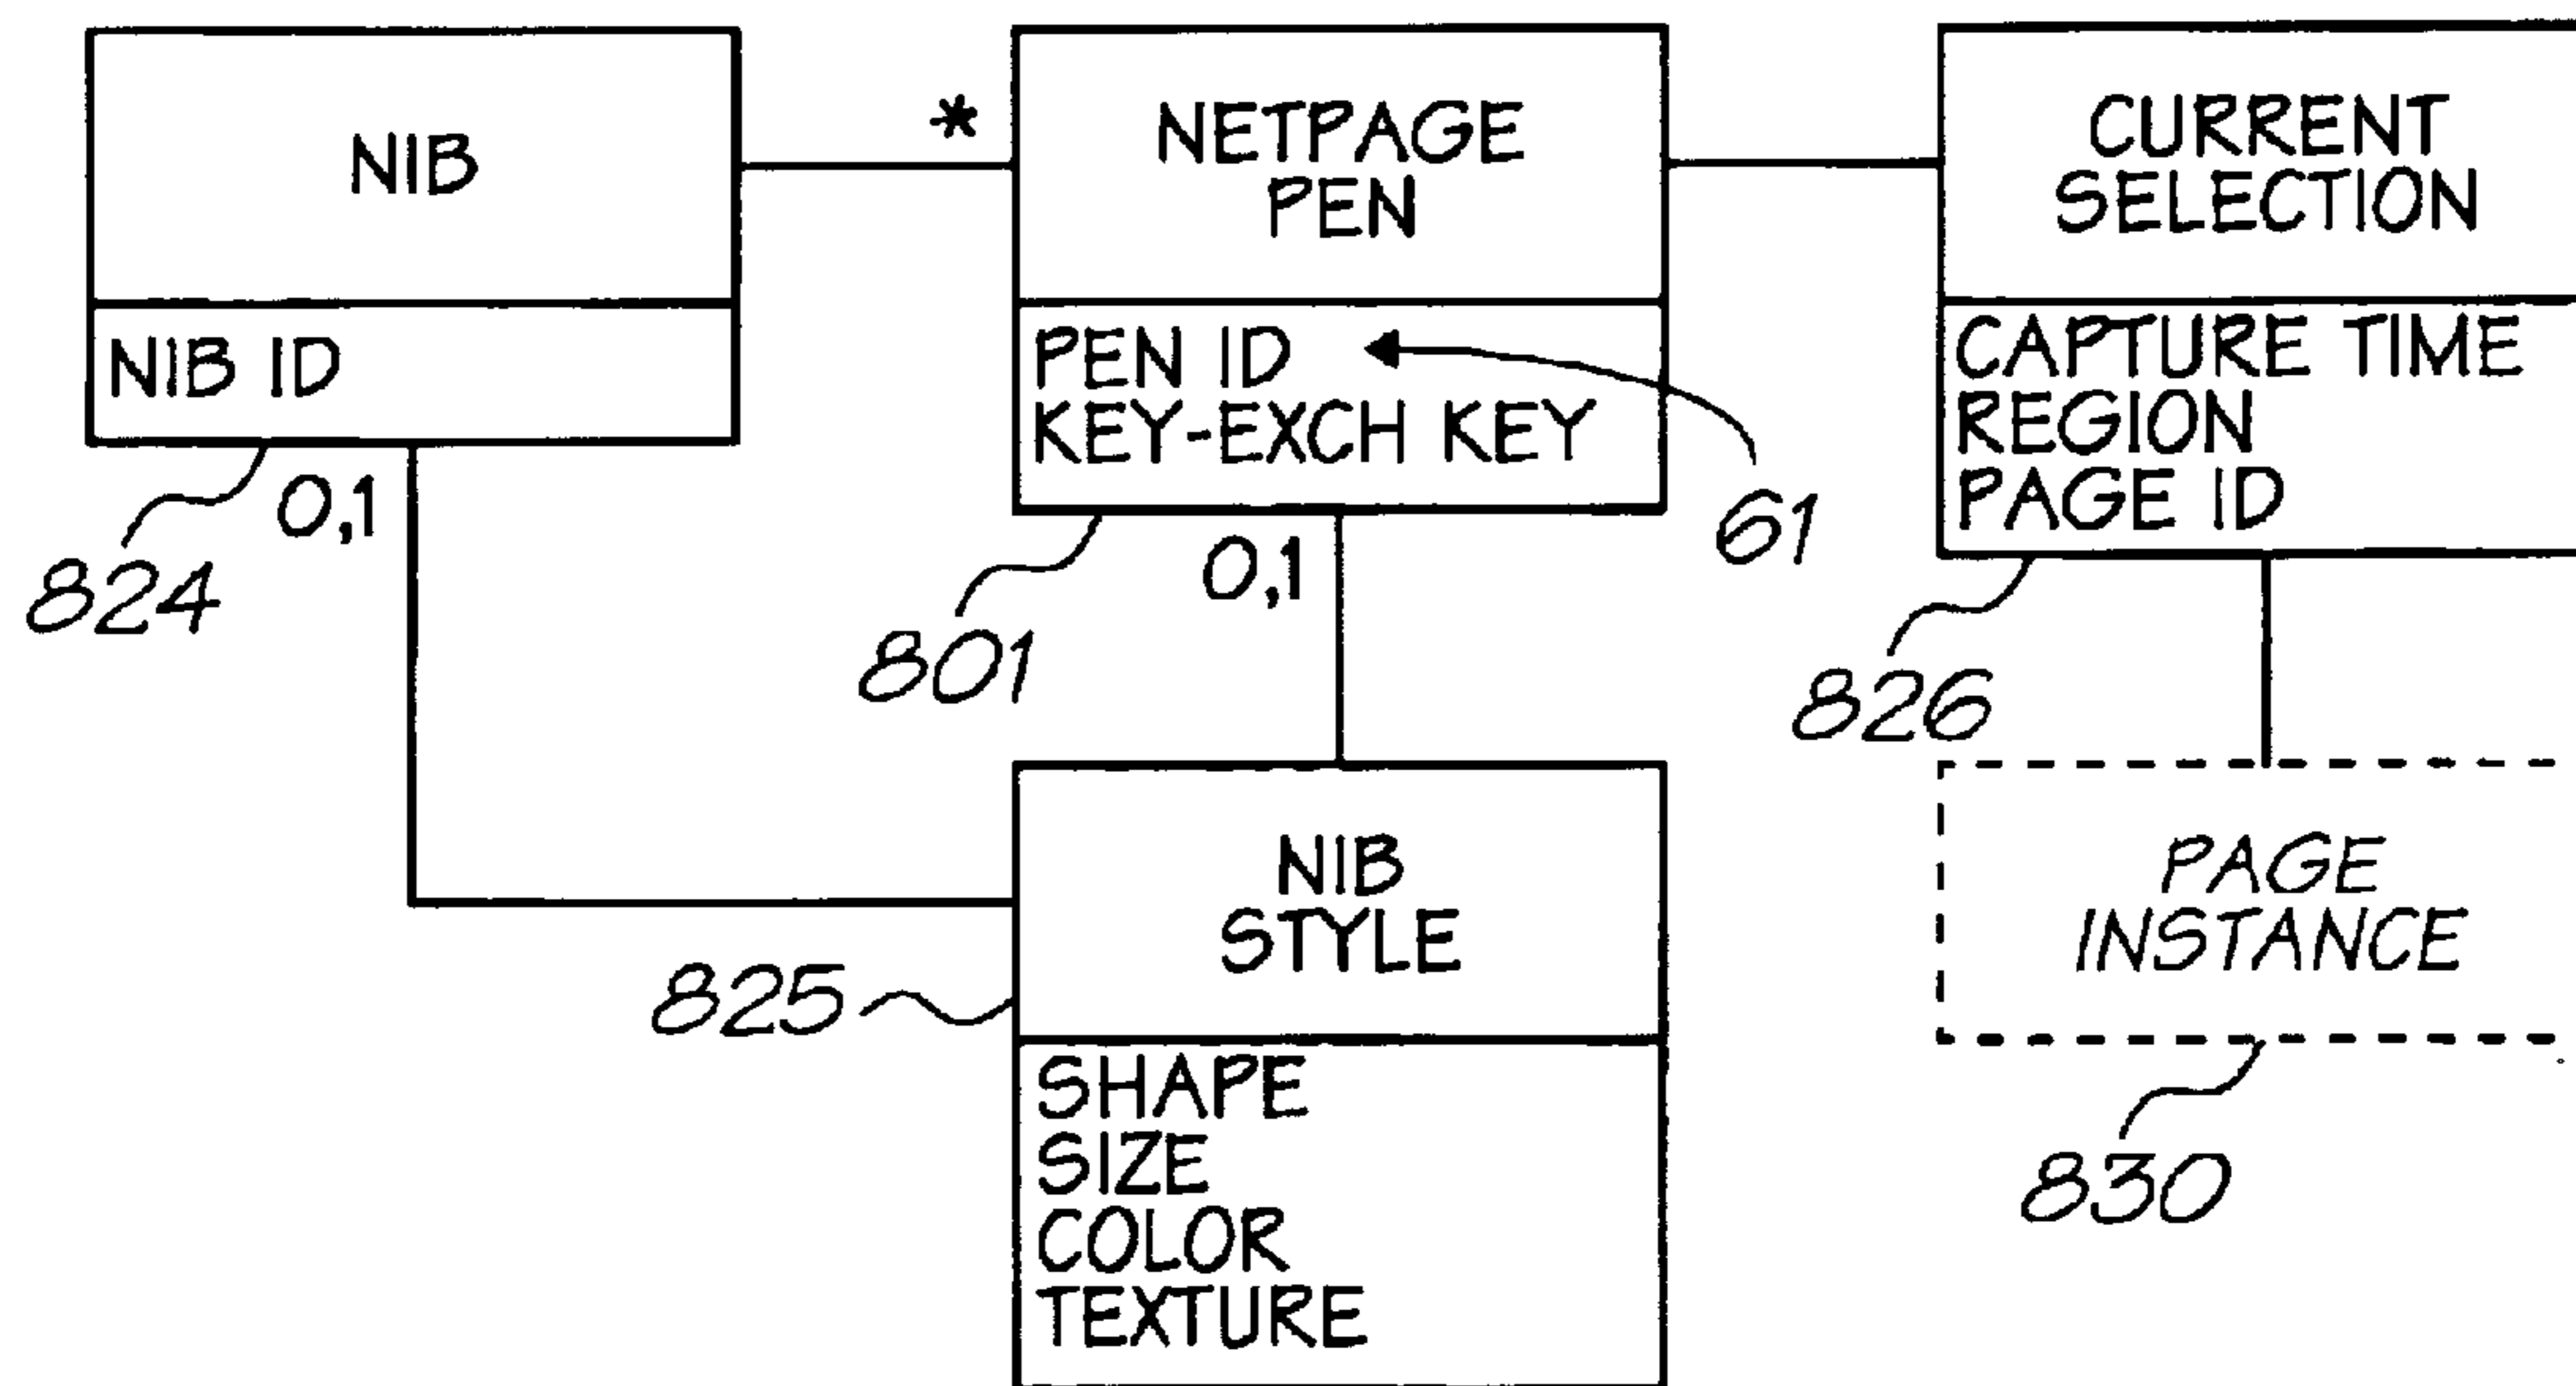 NIB
NIB ID
824
0,1
*
NETPAGE
PEN
PEN ID
KEY-EXCH KEY
61
801
0,1
CURRENT
SELECTION
CAPTURE TIME
REGION
PAGE ID
826
NIB
STYLE
825
SHAPE
SIZE
COLOR
TEXTURE
PAGE
INSTANCE
830